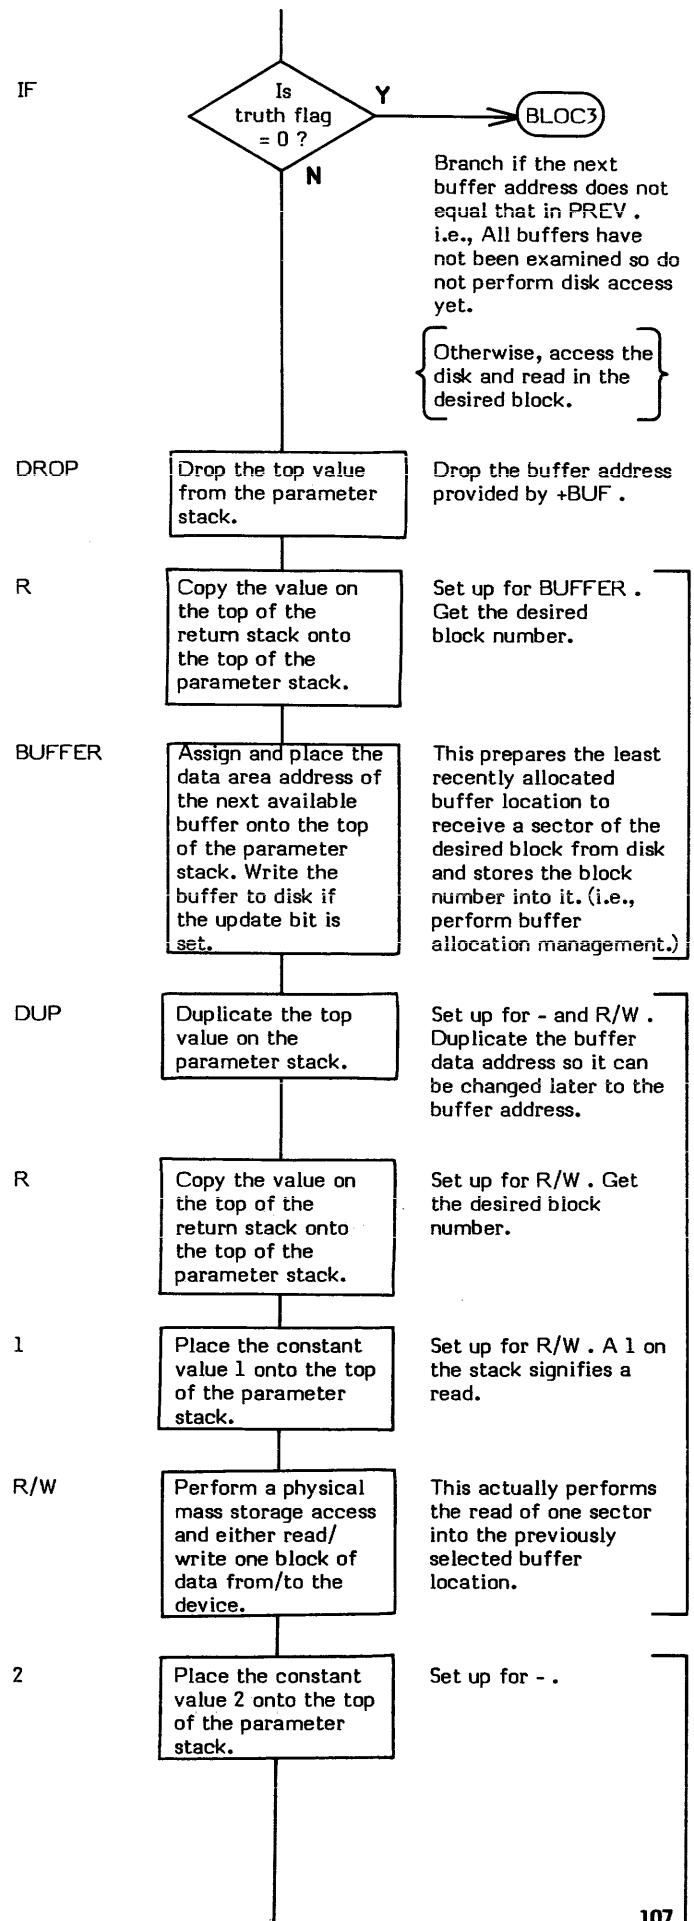 IF
Is
truth flag
= 0 ?
Y
BLOC3
N
Branch if the next
buffer address does not
equal that in PREV .
i.e., All buffers have
not been examined so do
not perform disk access
yet.
Otherwise, access the
disk and read in the
desired block.
DROP
Drop the top value
from the parameter
stack.
Drop the buffer address
provided by +BUF .
R
Copy the value on
the top of the
return stack onto
the top of the
parameter stack.
Set up for BUFFER .
Get the desired
block number.
BUFFER
Assign and place the
data area address of
the next available
buffer onto the top
of the parameter
stack. Write the
buffer to disk if
the update bit is
set.
This prepares the least
recently allocated
buffer location to
receive a sector of the
desired block from disk
and stores the block
number into it. (i.e.,
perform buffer
allocation management.)
DUP
Duplicate the top
value on the
parameter stack.
Set up for - and R/W .
Duplicate the buffer
data address so it can
be changed later to the
buffer address.
R
Copy the value on
the top of the
return stack onto
the top of the
parameter stack.
Set up for R/W . Get
the desired block
number.
1
Place the constant
value 1 onto the top
of the parameter
stack.
Set up for R/W . A 1 on
the stack signifies a
read.
R/W
Perform a physical
mass storage access
and either read/
write one block of
data from/to the
device.
This actually performs
the read of one sector
into the previously
selected buffer
location.
2
Place the constant
value 2 onto the top
of the parameter
stack.
Set up for - .
107